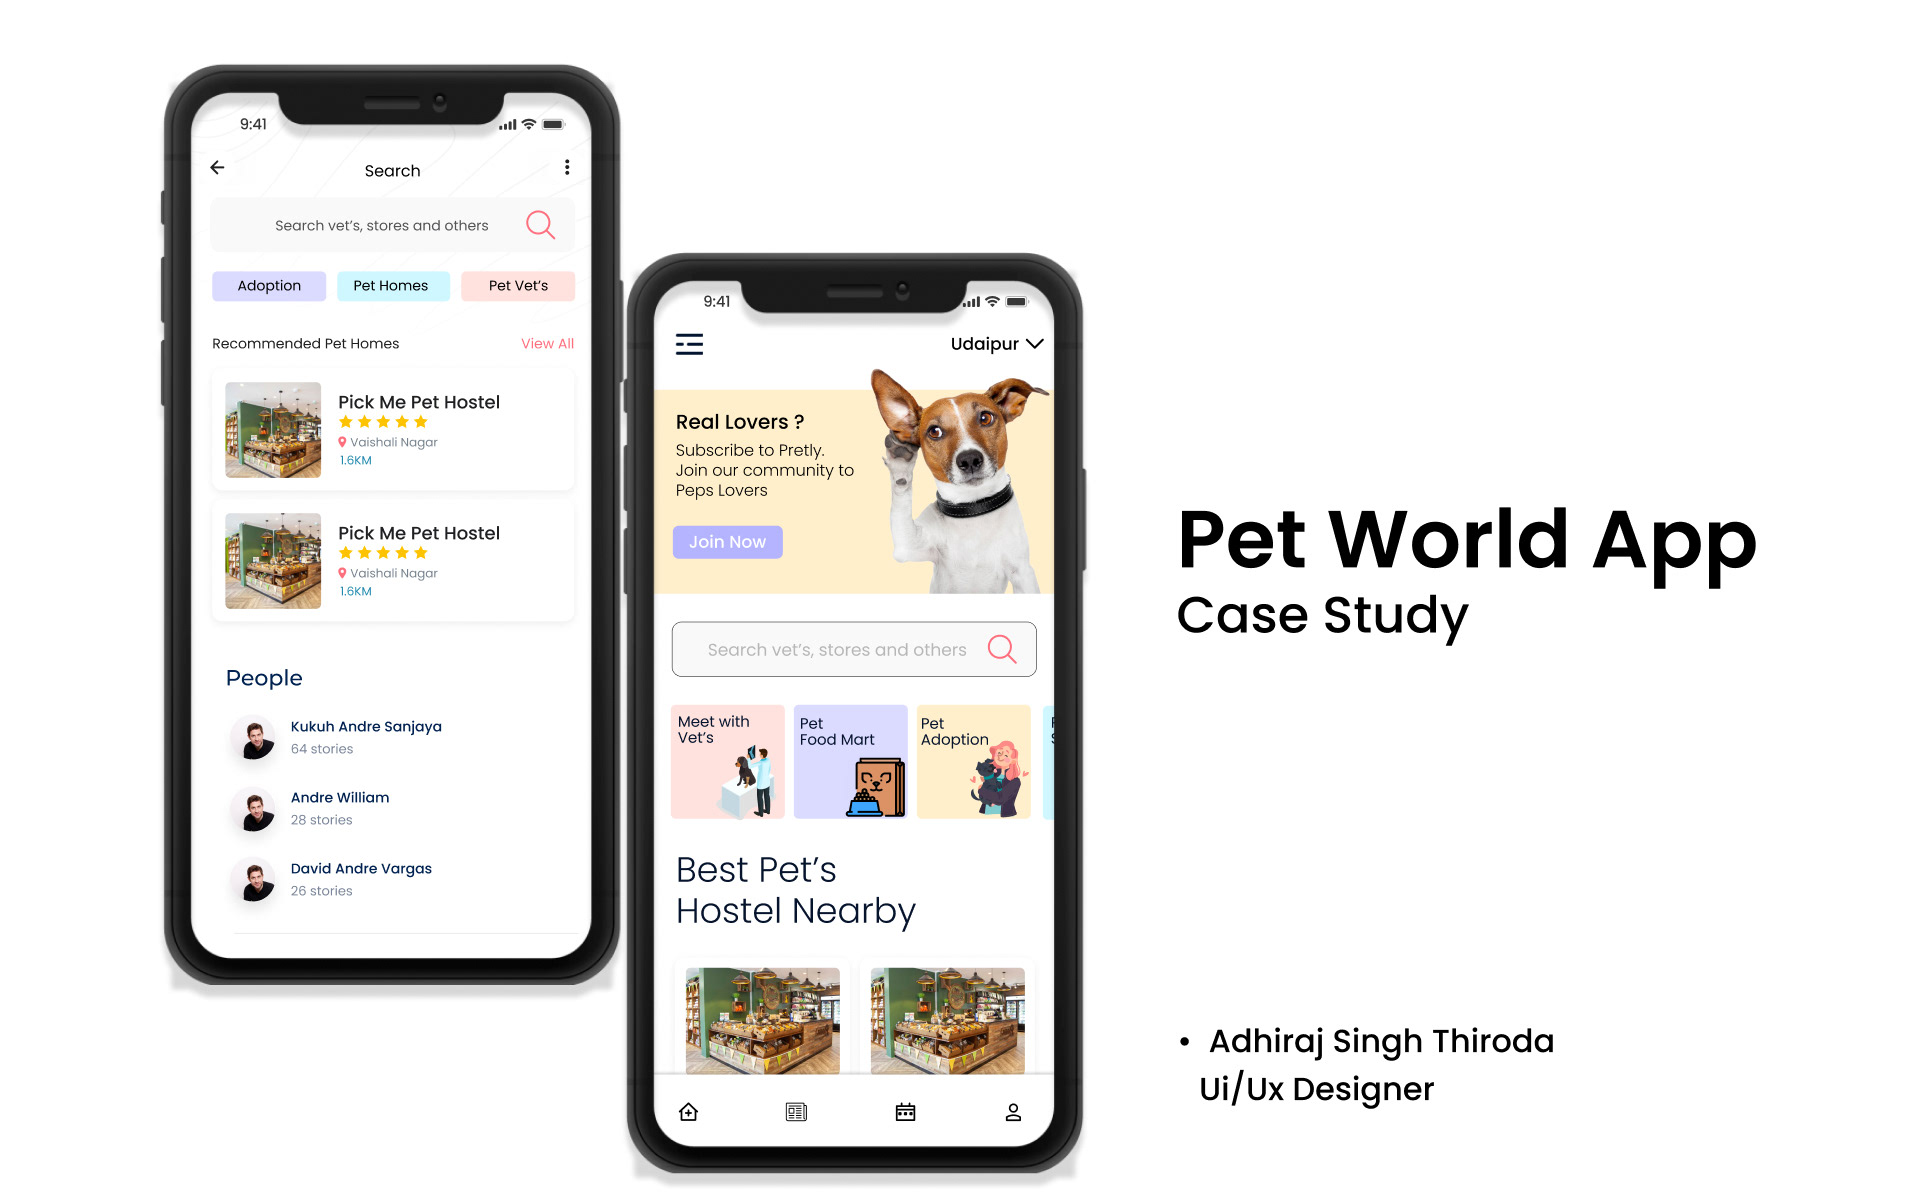 9:41
Search
Search vet's, stores and others
Adoption
Pet Homes
Pet Vet's
Recommended Pet Homes
View All
Pick Me Pet Hostel
Vaishali Nagar
1.6KM
Pick Me Pet Hostel
Vaishali Nagar
1.6KM
People
Kukuh Andre Sanjaya
64 stories
Andre William
28 stories
David Andre Vargas
26 stories
9:41
Udaipur
Real Lovers ?
Subscribe to Pretly.
Join our community to
Peps Lovers
Join Now
Search vet's, stores and others
Meet with
Vet's
Pet
Food Mart
Pet
Adoption
Best Pet's
Hostel Nearby
Pet World App
Case Study
• Adhiraj Singh Thiroda
Ui/Ux Designer